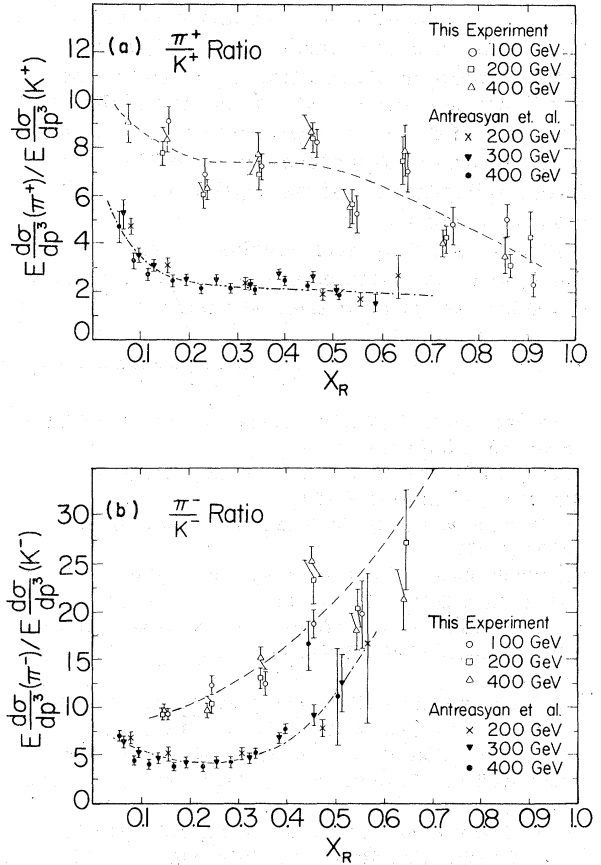 (a) π⁺/K⁺ Ratio
This Experiment
○ 100 GeV
□ 200 GeV
△ 400 GeV
Antreasyan et. al.
× 200 GeV
▼ 300 GeV
● 400 GeV
E dσ/dp³(π⁺)/E dσ/dp³(K⁺)
14
12
10
8
6
4
2
0
0.1 0.2 0.3 0.4 0.5 0.6 0.7 0.8 0.9 1.0
X_R
(b) π⁻/K⁻ Ratio
This Experiment
○ 100 GeV
□ 200 GeV
△ 400 GeV
Antreasyan et al.
× 200 GeV
▼ 300 GeV
● 400 GeV
E dσ/dp³(π⁻)/E dσ/dp³(K⁻)
30
25
20
15
10
5
0
0.1 0.2 0.3 0.4 0.5 0.6 0.7 0.8 0.9 1.0
X_R